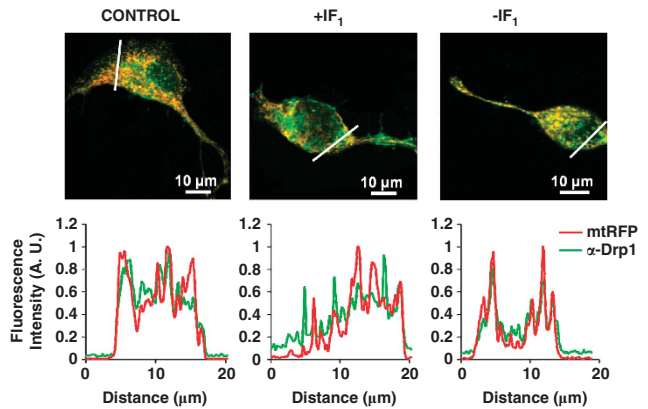 CONTROL +IF1 -IF1
10 μm 10 μm 10 μm
Fluorescence
Intensity (A. U.)
1.2 1.2 1.2
1 1 1
0.8 0.8 0.8
0.6 0.6 0.6
0.4 0.4 0.4
0.2 0.2 0.2
0 0 0
0 10 20 0 10 20 0 10 20
Distance (μm) Distance (μm) Distance (μm)
mtRFP
α-Drp1